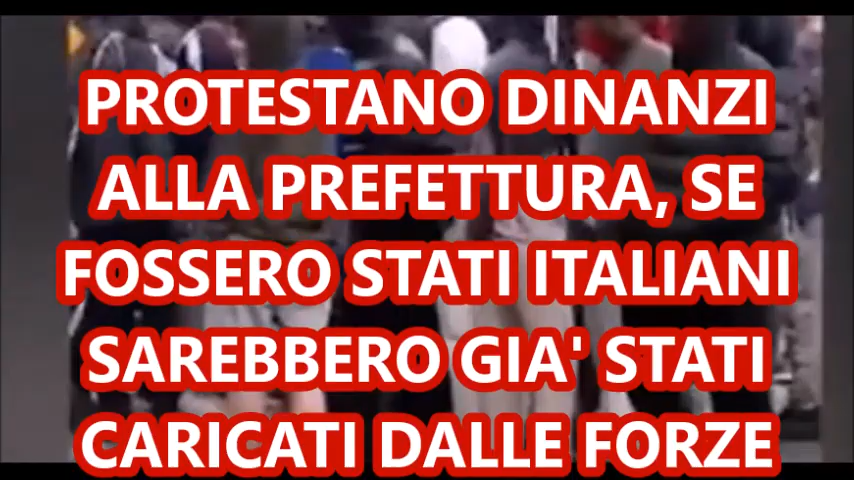 PROTESTANO DINANZI
ALLA PREFETTURA, SE
FOSSERO STATI ITALIANI
SAREBBERO GIA' STATI
CARICATI DALLE FORZE